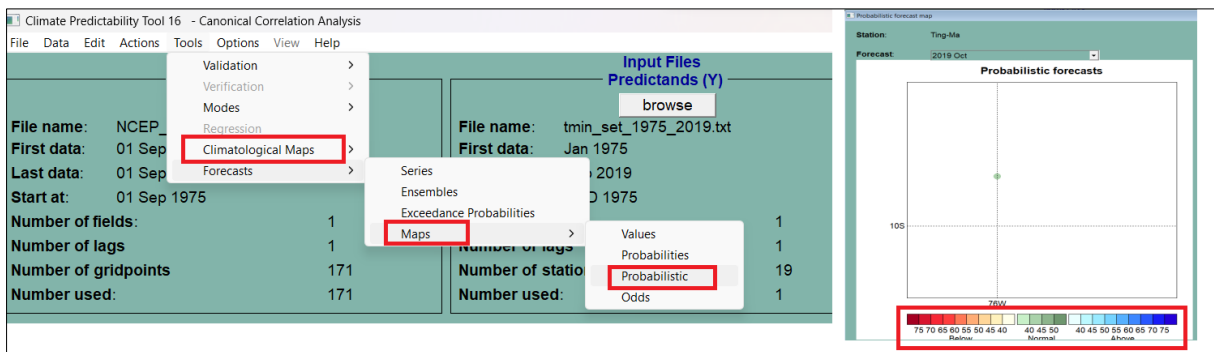 Climate Predictability Tool 16 - Canonical Correlation Analysis
File Data Edit Actions Tools Options View Help
Validation >
Verification >
Modes >
Regression
Climatological Maps >
Forecasts >
Series
Ensembles
Exceedance Probabilities
Maps >
Values
Probabilities
Probabilistic
Odds
File name: NCEP_
First data: 01 Sep
Last data: 01 Sep
Start at: 01 Sep 1975
Number of fields: 1
Number of lags 1
Number of gridpoints 171
Number used: 171
Input Files
Predictands (Y)
browse
File name: tmin_set_1975_2019.txt
First data: Jan 1975
Last data: 2019
1975
1
Number of lags 1
Number of statio 19
Number used: 1
Probabilistic forecast map
Station: Ting-Ma
Forecast: 2019 Oct
Probabilistic forecasts
10S
76W
75 70 65 60 55 50 45 40 40 45 50 40 45 50 55 60 65 70 75
Below Normal Above